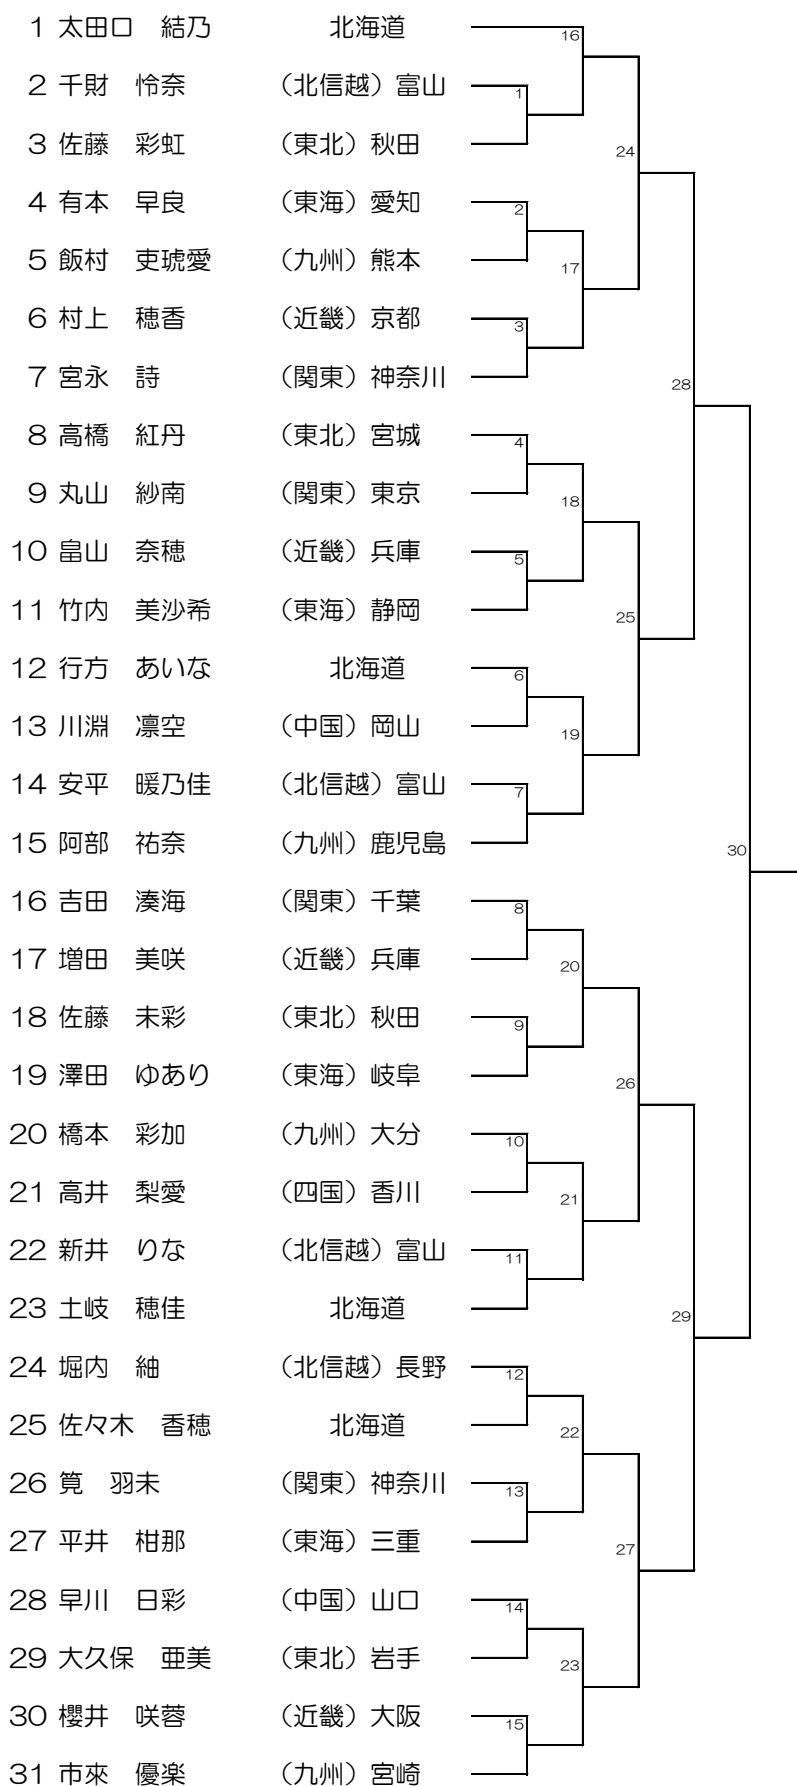 1 太田口 結乃 北海道
16
2 千財 怜奈 (北信越) 富山
1
3 佐藤 彩虹 (東北) 秋田
24
4 有本 早良 (東海) 愛知
2
5 飯村 吏琥愛 (九州) 熊本
17
6 村上 穂香 (近畿) 京都
3
7 宮永 詩 (関東) 神奈川
28
8 高橋 紅丹 (東北) 宮城
4
9 丸山 紗南 (関東) 東京
18
10 畠山 奈穂 (近畿) 兵庫
5
11 竹内 美沙希 (東海) 静岡
25
12 行方 あいな 北海道
6
13 川淵 凛空 (中国) 岡山
19
14 安平 暖乃佳 (北信越) 富山
7
15 阿部 祐奈 (九州) 鹿児島
30
16 吉田 湊海 (関東) 千葉
8
17 増田 美咲 (近畿) 兵庫
20
18 佐藤 未彩 (東北) 秋田
9
19 澤田 ゆあり (東海) 岐阜
26
20 橋本 彩加 (九州) 大分
10
21 高井 梨愛 (四国) 香川
21
22 新井 りな (北信越) 富山
11
23 土岐 穂佳 北海道
29
24 堀内 紬 (北信越) 長野
12
25 佐々木 香穂 北海道
22
26 筧 羽未 (関東) 神奈川
13
27 平井 柑那 (東海) 三重
27
28 早川 日彩 (中国) 山口
14
29 大久保 亜美 (東北) 岩手
23
30 櫻井 咲蓉 (近畿) 大阪
15
31 市來 優楽 (九州) 宮崎